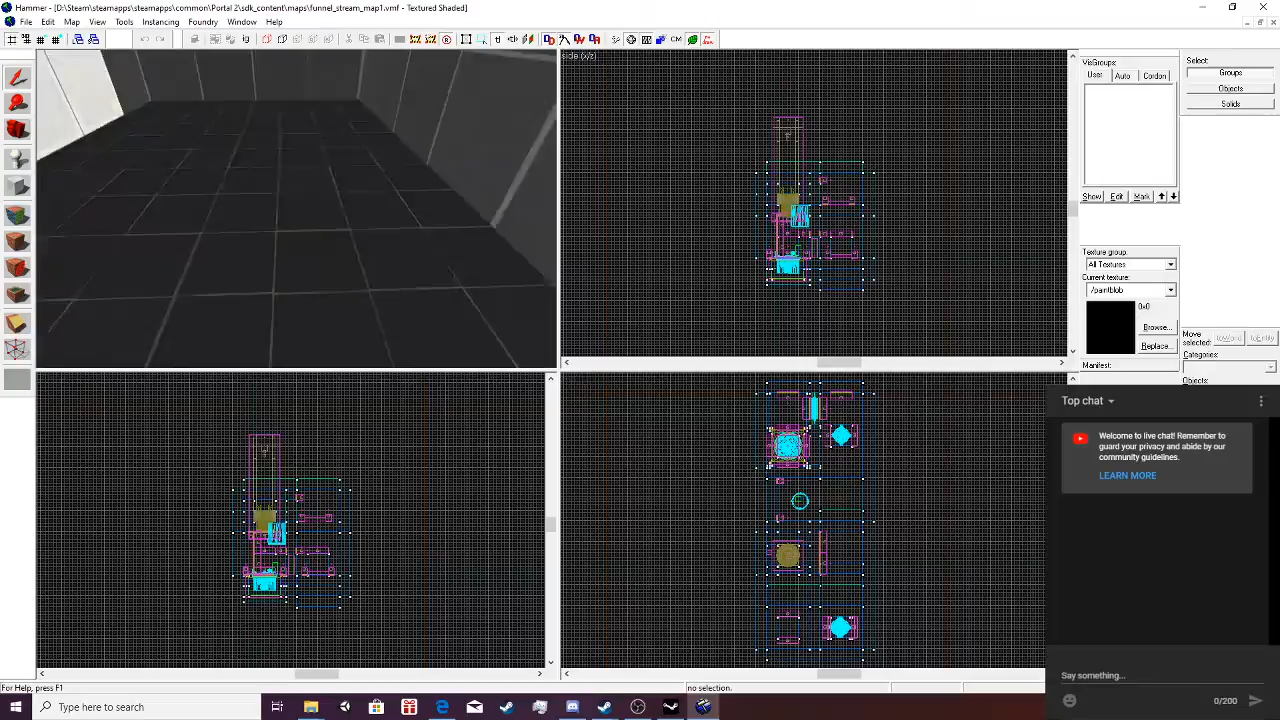 Hammer - [D:\Steam\steamapps\common\Portal 2\sdk_content\maps\funnel_stream_map1.vmf - Textured Shaded]
File Edit Map View Tools Instancing Foundry Window Help
side (x/z)
VisGroups:
User Auto Cordon
Show Edit Mark
Select:
Groups
Objects
Solids
Texture group:
All Textures
Current texture:
/paintblob
0x0
Browse...
Replace...
Manifest:
Move
selected:
toWorld toEntity
Categories:
Objects:
Top chat
Welcome to live chat! Remember to
guard your privacy and abide by our
community guidelines.
LEARN MORE
Say something...
0/200
For Help, press F1
no selection.
Type here to search